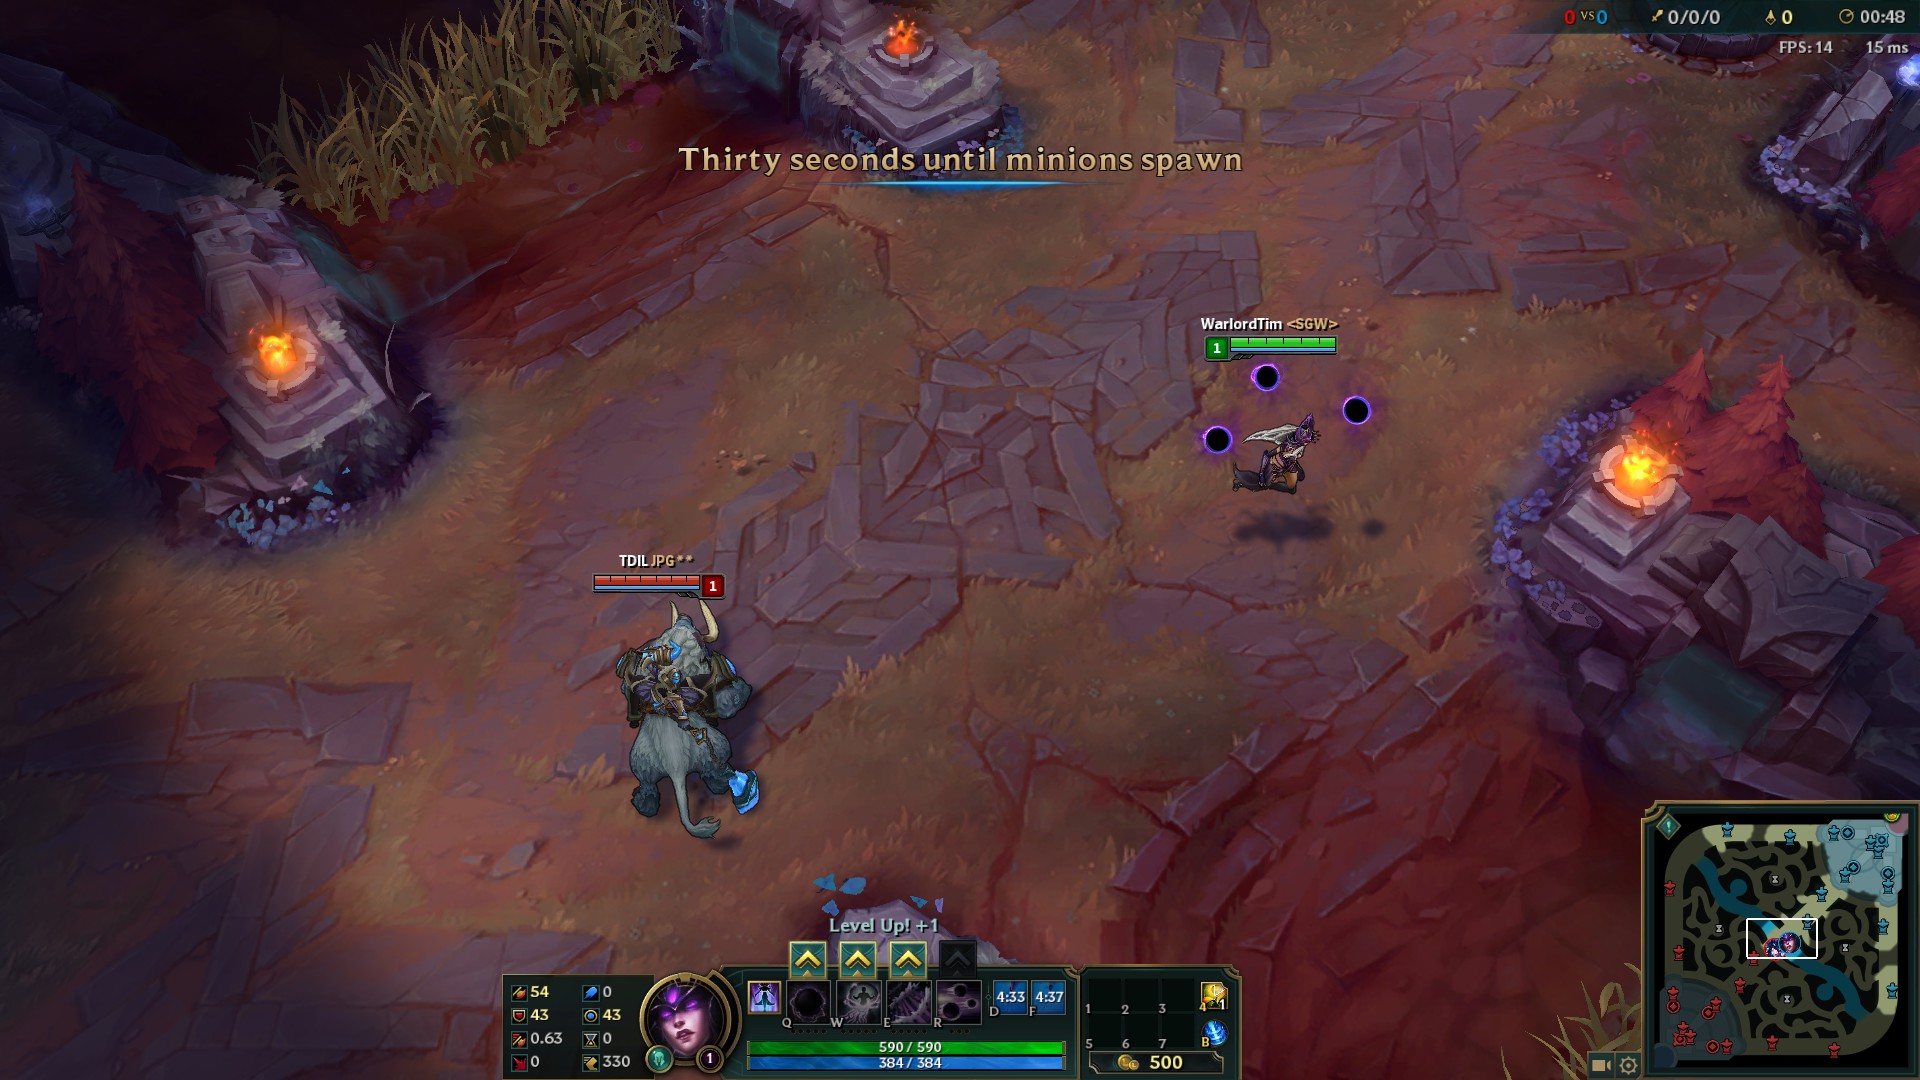 0 VS 0 0/0/0 0 00:48
FPS: 14 15 ms
Thirty seconds until minions spawn
WarlordTim <SGW>
1
TDIL JPG**
1
Level Up! +1
54 0
43 43
0.63 0
0 330
1
Q W E R
4:33 4:37
D F
1 2 3 4 1
5 6 7 B
590 / 590
384 / 384
500